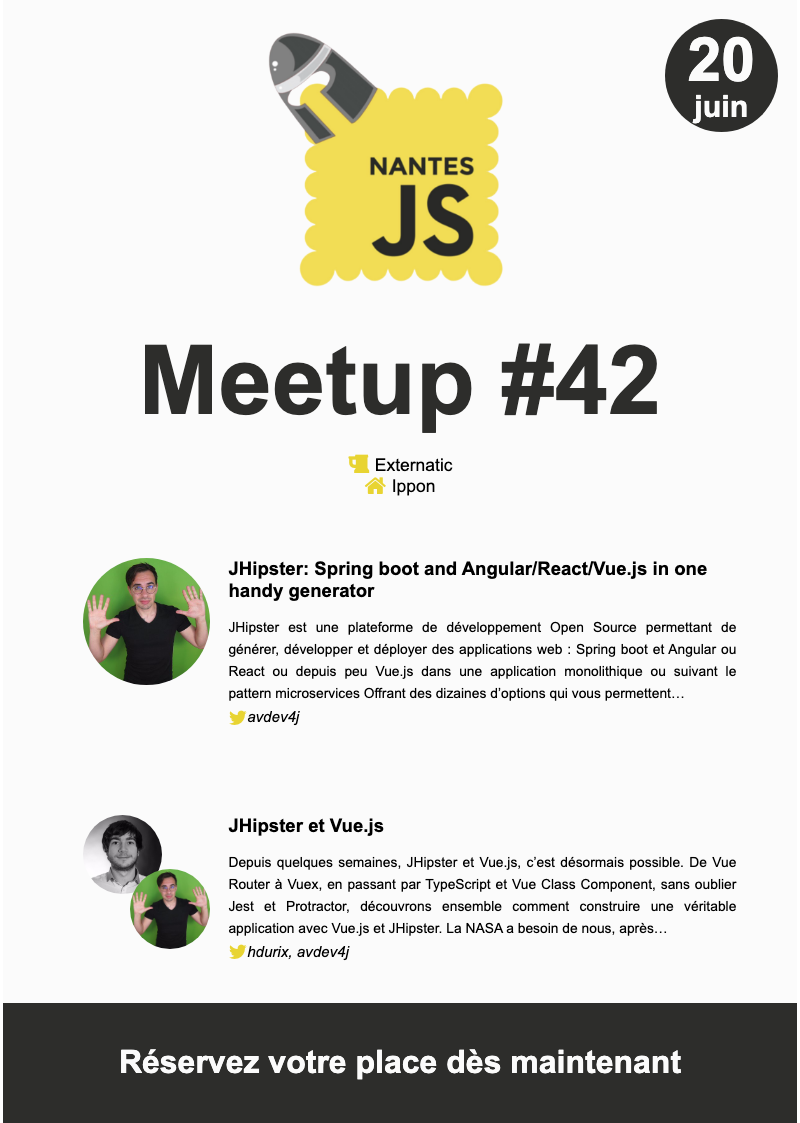 20
juin
NANTES
JS
Meetup #42
Externatic
Ippon
JHipster: Spring boot and Angular/React/Vue.js in one
handy generator
JHipster est une plateforme de développement Open Source permettant de
générer, développer et déployer des applications web : Spring boot et Angular ou
React ou depuis peu Vue.js dans une application monolithique ou suivant le
pattern microservices Offrant des dizaines d’options qui vous permettent…
avdev4j
JHipster et Vue.js
Depuis quelques semaines, JHipster et Vue.js, c’est désormais possible. De Vue
Router à Vuex, en passant par TypeScript et Vue Class Component, sans oublier
Jest et Protractor, découvrons ensemble comment construire une véritable
application avec Vue.js et JHipster. La NASA a besoin de nous, après…
hdurix, avdev4j
Réservez votre place dès maintenant